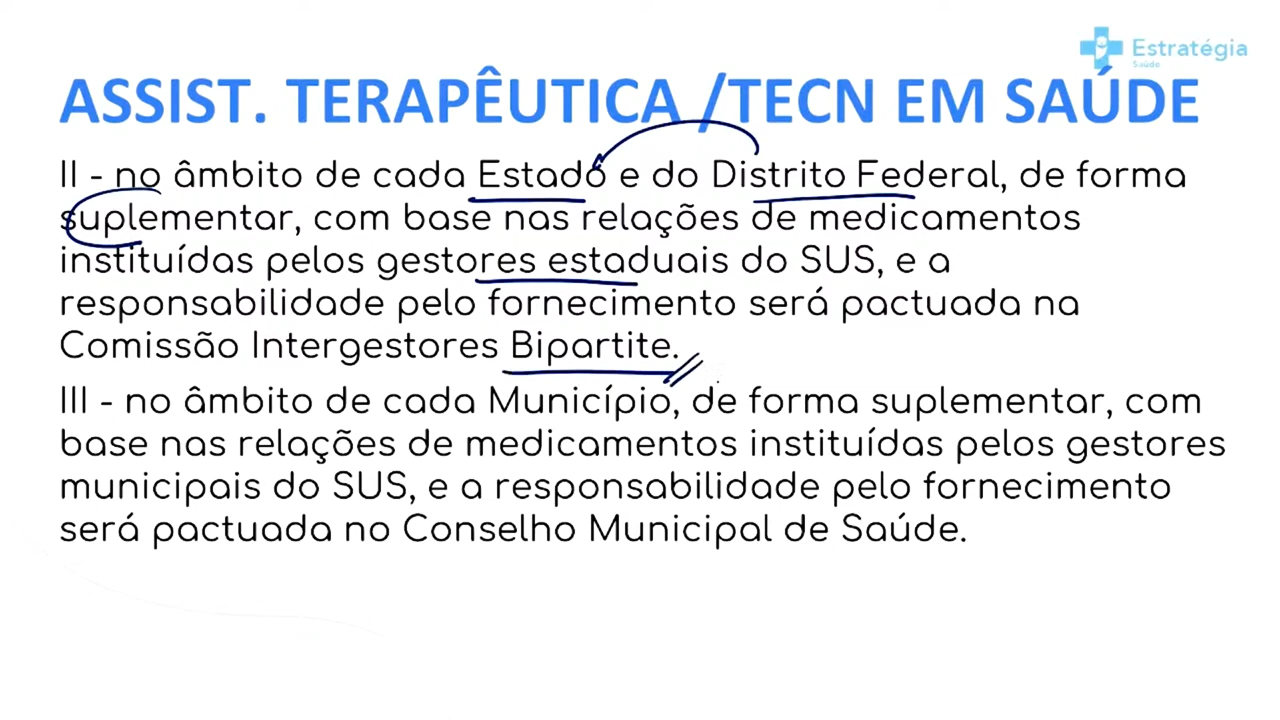 Estratégia
Saúde
ASSIST. TERAPÊUTICA /TECN EM SAÚDE
II - no âmbito de cada Estado e do Distrito Federal, de forma
suplementar, com base nas relações de medicamentos
instituídas pelos gestores estaduais do SUS, e a
responsabilidade pelo fornecimento será pactuada na
Comissão Intergestores Bipartite.
III - no âmbito de cada Município, de forma suplementar, com
base nas relações de medicamentos instituídas pelos gestores
municipais do SUS, e a responsabilidade pelo fornecimento
será pactuada no Conselho Municipal de Saúde.